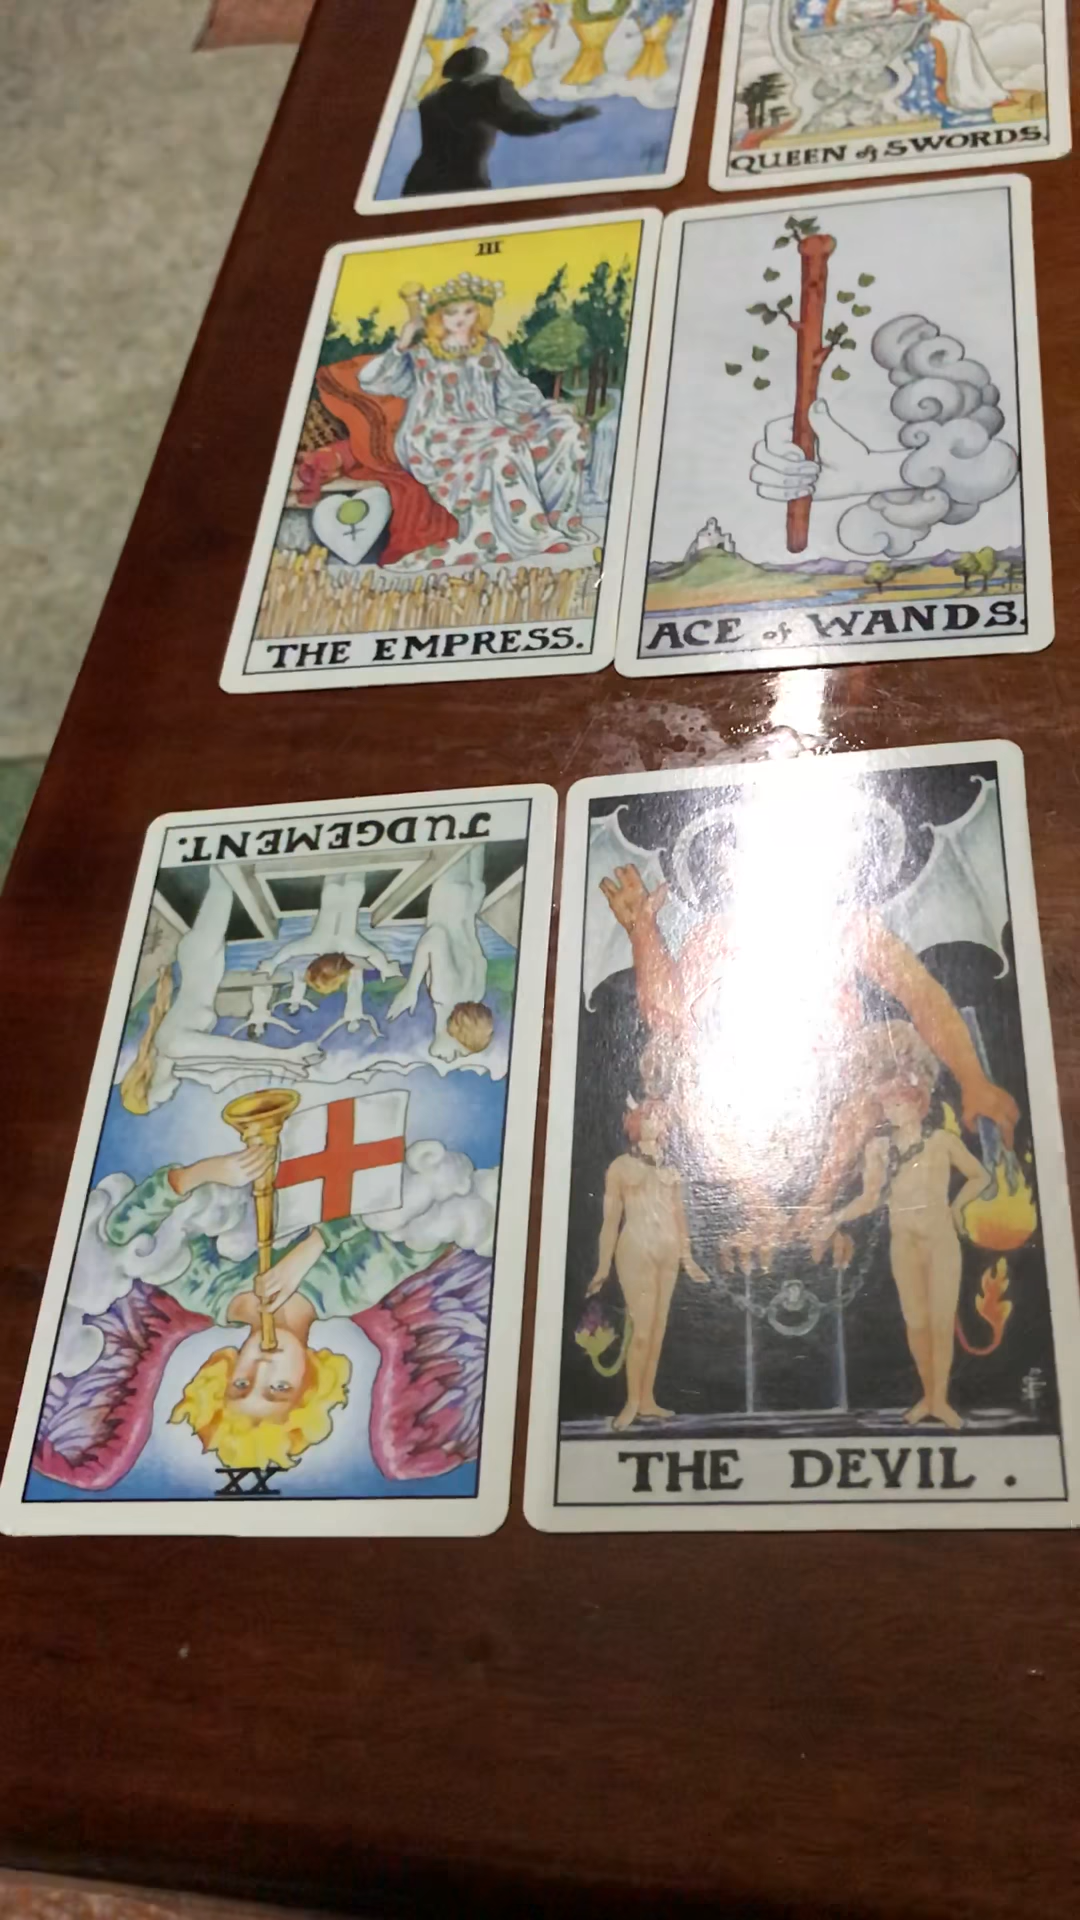 QUEEN of SWORDS.
III
THE EMPRESS.
ACE of WANDS.
JUDGEMENT.
XX
THE DEVIL.